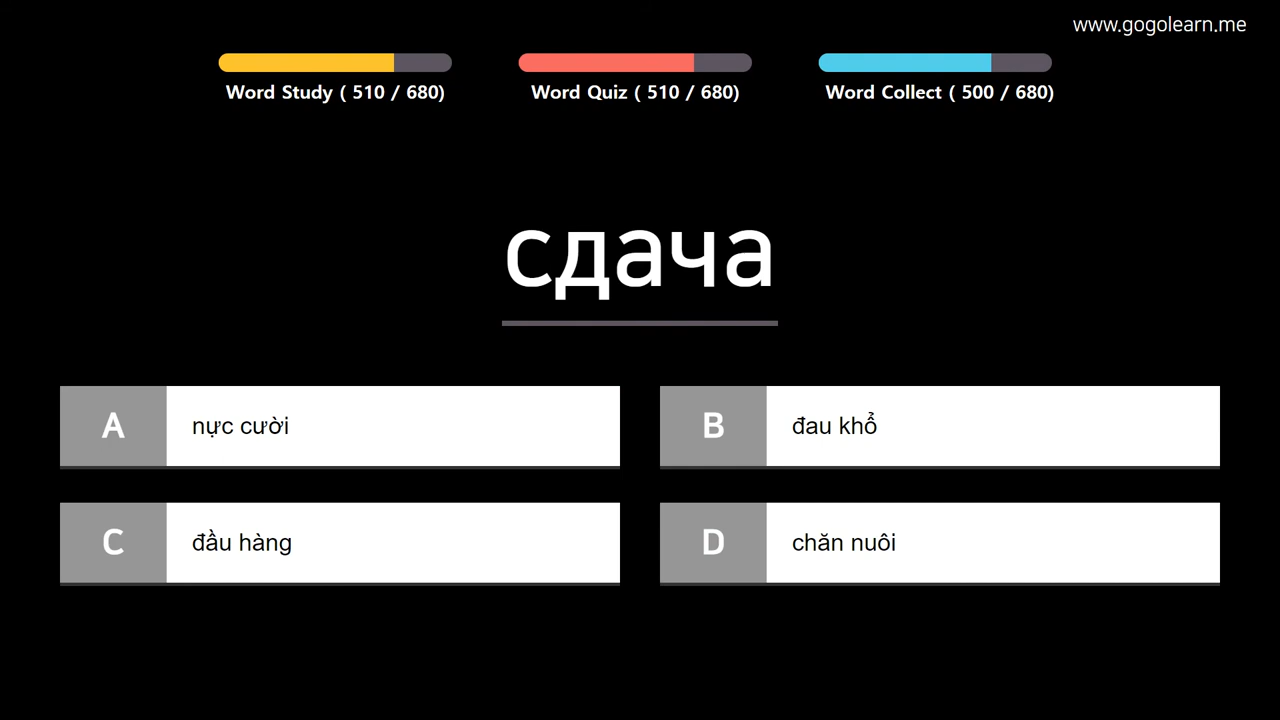 www.gogolearn.me
Word Study ( 510 / 680)
Word Quiz ( 510 / 680)
Word Collect ( 500 / 680)
сдача
A nực cười
B đau khổ
C đầu hàng
D chăn nuôi